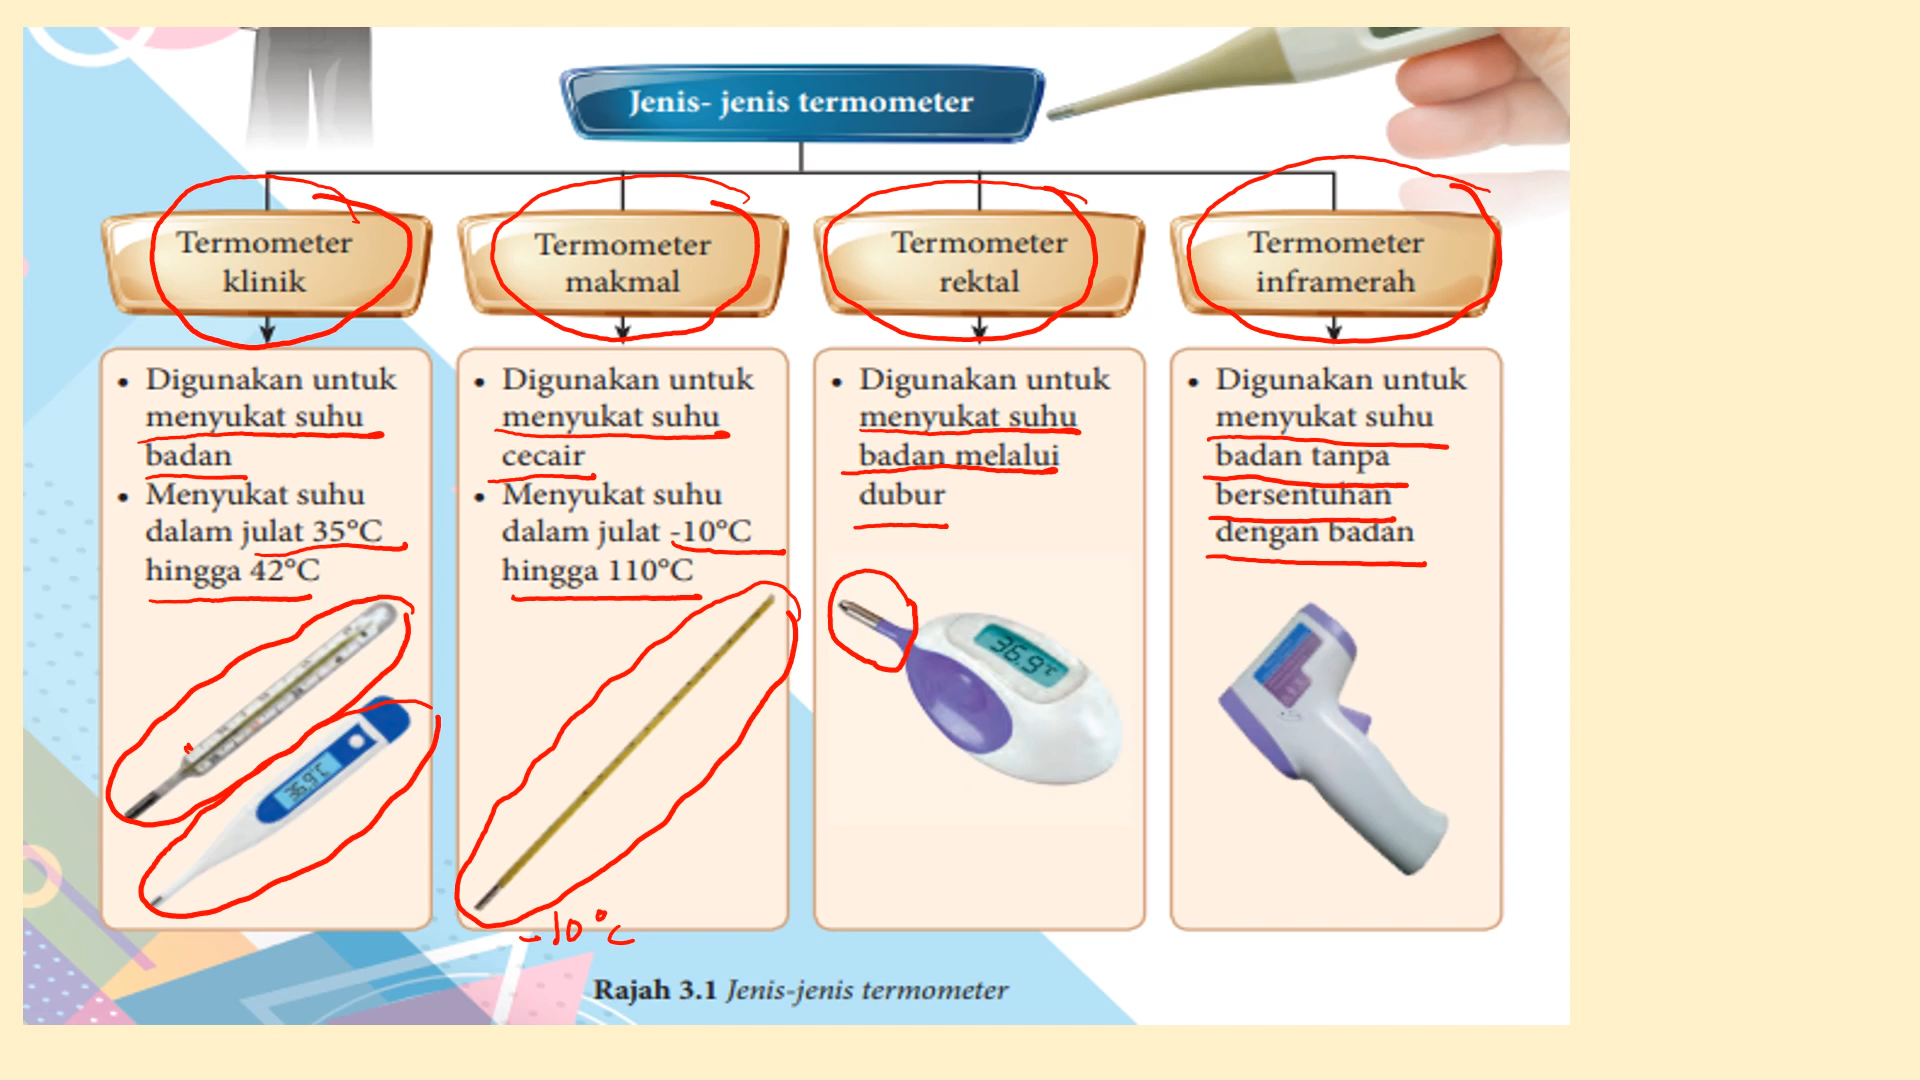 Jenis- jenis termometer
Termometer
klinik
• Digunakan untuk
menyukat suhu
badan
• Menyukat suhu
dalam julat 35°C
hingga 42°C
36.9°C
Termometer
makmal
• Digunakan untuk
menyukat suhu
cecair
• Menyukat suhu
dalam julat -10°C
hingga 110°C
-10°C
Termometer
rektal
• Digunakan untuk
menyukat suhu
badan melalui
dubur
36.9°C
Termometer
inframerah
• Digunakan untuk
menyukat suhu
badan tanpa
bersentuhan
dengan badan
Rajah 3.1 Jenis-jenis termometer